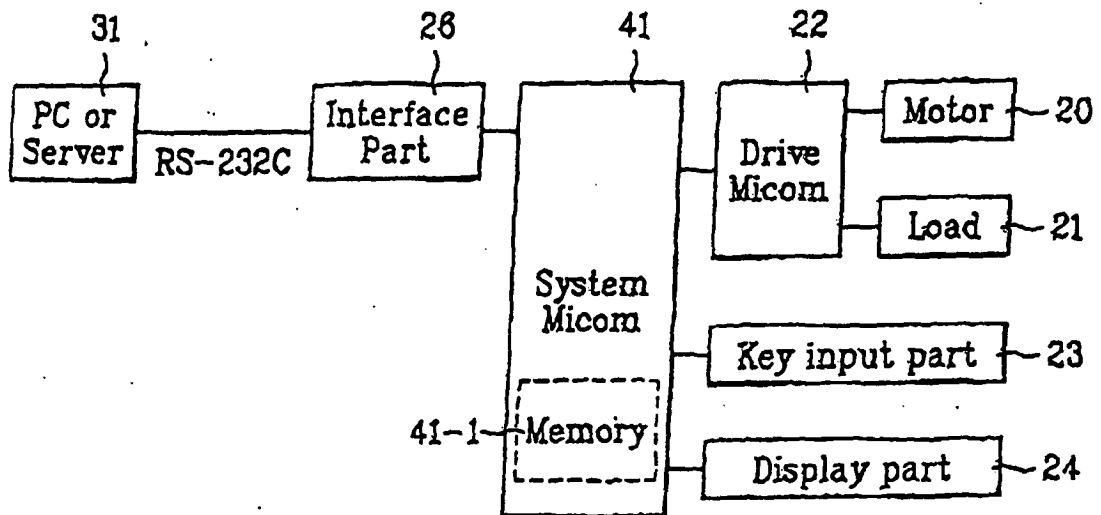 31
26
41
22
PC or
Server
RS-232C
Interface
Part
Drive
Micom
Motor
20
Load
21
System
Micom
Key input part
23
41-1
Memory
Display part
24